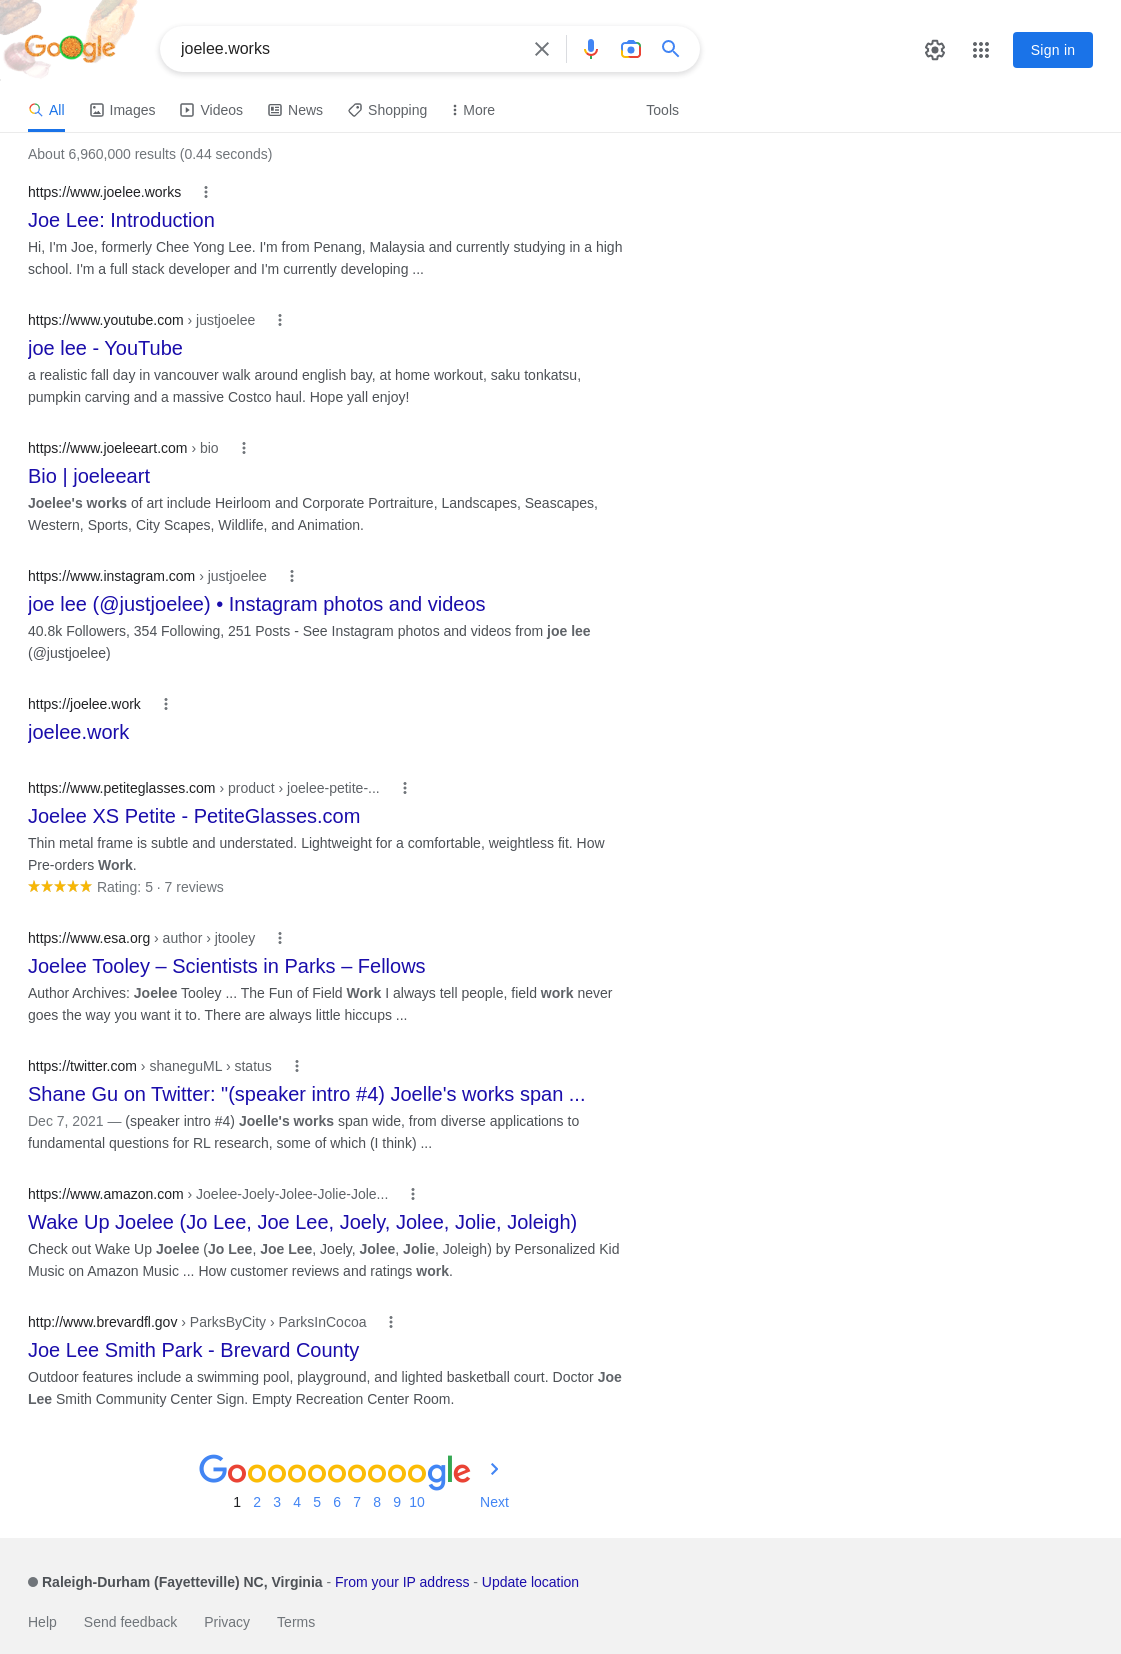 Google
joelee.works
Sign in
All Images Videos News Shopping More Tools
About 6,960,000 results (0.44 seconds)
https://www.joelee.works
Joe Lee: Introduction
Hi, I'm Joe, formerly Chee Yong Lee. I'm from Penang, Malaysia and currently studying in a high
school. I'm a full stack developer and I'm currently developing ...
https://www.youtube.com › justjoelee
joe lee - YouTube
a realistic fall day in vancouver walk around english bay, at home workout, saku tonkatsu,
pumpkin carving and a massive Costco haul. Hope yall enjoy!
https://www.joeleeart.com › bio
Bio | joeleeart
Joelee's works of art include Heirloom and Corporate Portraiture, Landscapes, Seascapes,
Western, Sports, City Scapes, Wildlife, and Animation.
https://www.instagram.com › justjoelee
joe lee (@justjoelee) • Instagram photos and videos
40.8k Followers, 354 Following, 251 Posts - See Instagram photos and videos from joe lee
(@justjoelee)
https://joelee.work
joelee.work
https://www.petiteglasses.com › product › joelee-petite-...
Joelee XS Petite - PetiteGlasses.com
Thin metal frame is subtle and understated. Lightweight for a comfortable, weightless fit. How
Pre-orders Work.
Rating: 5 · 7 reviews
https://www.esa.org › author › jtooley
Joelee Tooley – Scientists in Parks – Fellows
Author Archives: Joelee Tooley ... The Fun of Field Work I always tell people, field work never
goes the way you want it to. There are always little hiccups ...
https://twitter.com › shaneguML › status
Shane Gu on Twitter: "(speaker intro #4) Joelle's works span ...
Dec 7, 2021 — (speaker intro #4) Joelle's works span wide, from diverse applications to
fundamental questions for RL research, some of which (I think) ...
https://www.amazon.com › Joelee-Joely-Jolee-Jolie-Jole...
Wake Up Joelee (Jo Lee, Joe Lee, Joely, Jolee, Jolie, Joleigh)
Check out Wake Up Joelee (Jo Lee, Joe Lee, Joely, Jolee, Jolie, Joleigh) by Personalized Kid
Music on Amazon Music ... How customer reviews and ratings work.
http://www.brevardfl.gov › ParksByCity › ParksInCocoa
Joe Lee Smith Park - Brevard County
Outdoor features include a swimming pool, playground, and lighted basketball court. Doctor Joe
Lee Smith Community Center Sign. Empty Recreation Center Room.
Goooooooooogle
1 2 3 4 5 6 7 8 9 10 Next
Raleigh-Durham (Fayetteville) NC, Virginia - From your IP address - Update location
Help Send feedback Privacy Terms